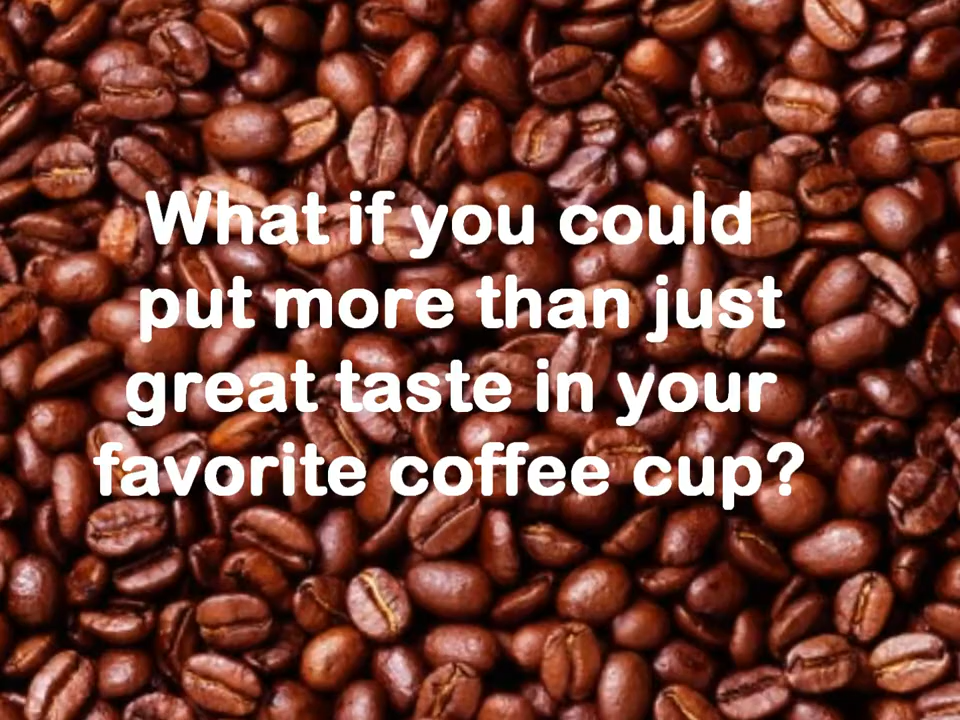 What if you could
put more than just
great taste in your
favorite coffee cup?